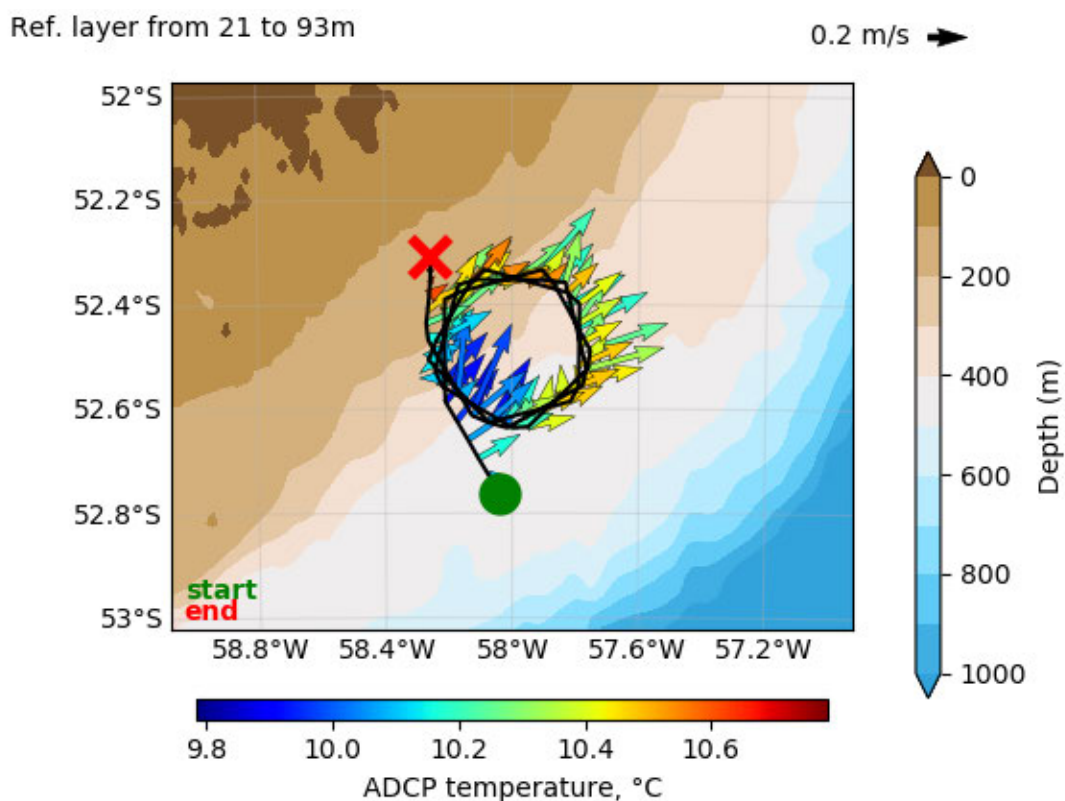 Ref. layer from 21 to 93m
0.2 m/s
52°S
52.2°S
52.4°S
52.6°S
52.8°S
53°S
start
end
58.8°W 58.4°W 58°W 57.6°W 57.2°W
0
200
400
600
800
1000
Depth (m)
9.8 10.0 10.2 10.4 10.6
ADCP temperature, °C